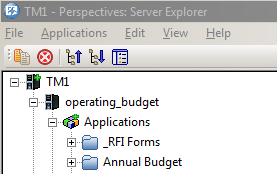 TM1 - Perspectives: Server Explorer
File Applications Edit View Help
TM1
operating_budget
Applications
_RFI Forms
Annual Budget